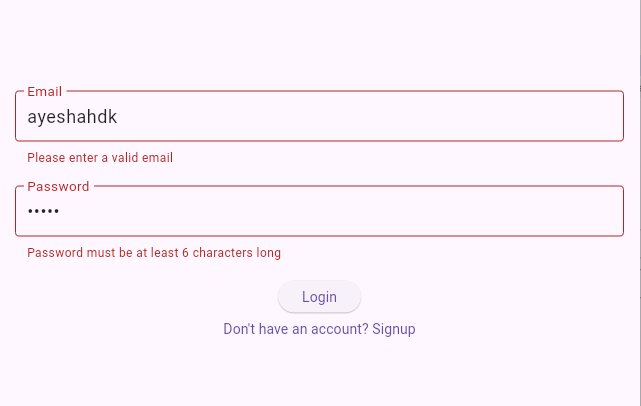 Email
ayeshahdk
Please enter a valid email
Password
•••••
Password must be at least 6 characters long
Login
Don't have an account? Signup